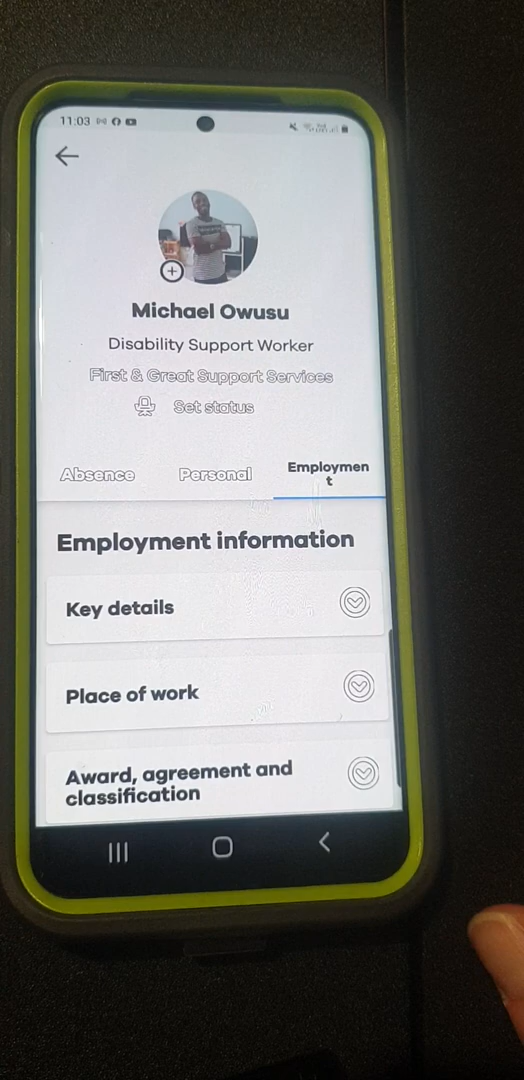 11:03
Michael Owusu
Disability Support Worker
First & Great Support Services
Set status
Absence
Personal
Employmen
t
Employment information
Key details
Place of work
Award, agreement and
classification